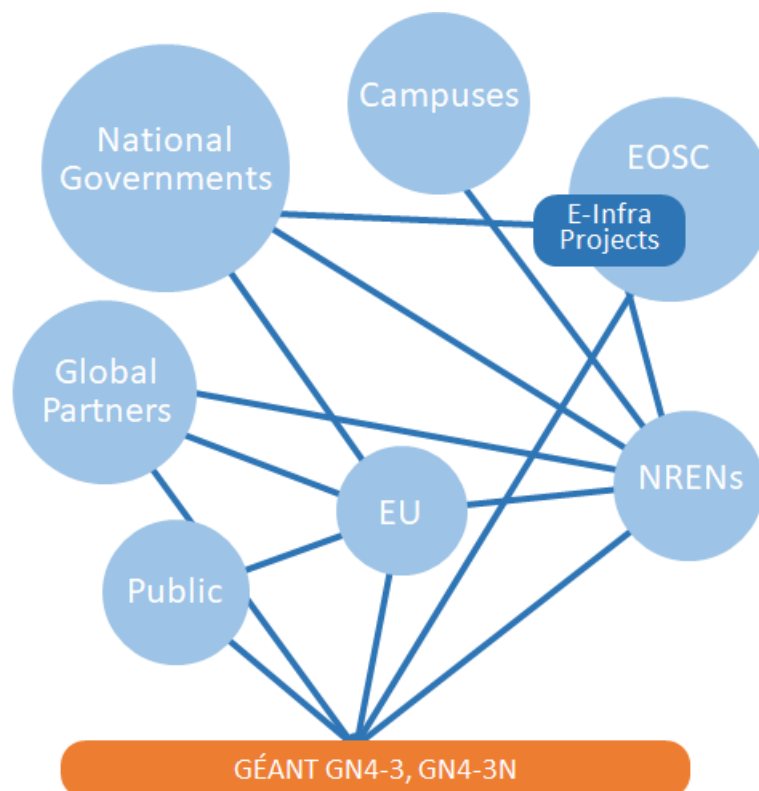 Campuses
National
Governments
EOSC
E-Infra
Projects
Global
Partners
NRENs
EU
Public
GÉANT GN4-3, GN4-3N